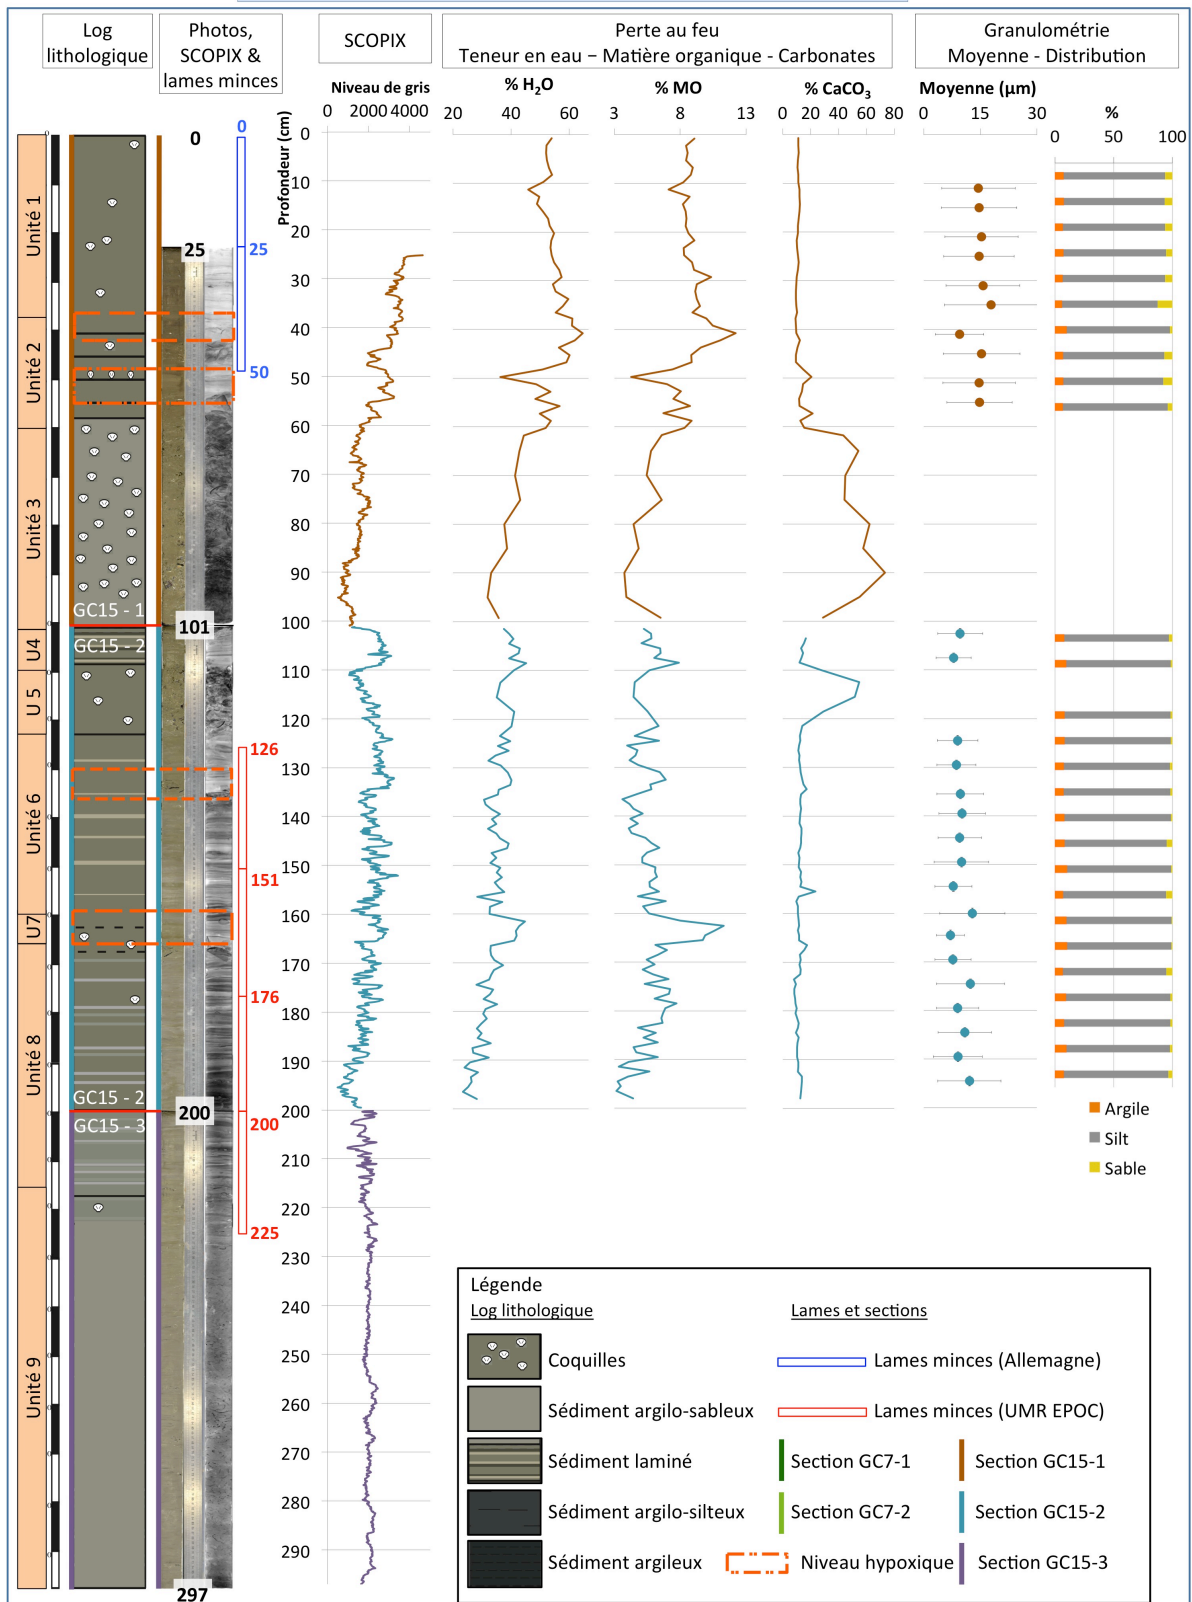 Log
lithologique
Photos,
SCOPIX &
lames minces
SCOPIX
Perte au feu
Teneur en eau – Matière organique - Carbonates
Granulométrie
Moyenne - Distribution
Niveau de gris
% H2O
% MO
% CaCO3
Moyenne (µm)
%
0 2000 4000
20 40 60
3 8 13
0 20 40 60 80
0 15 30
0 50 100
Profondeur (cm)
0
10
20
30
40
50
60
70
80
90
100
110
120
130
140
150
160
170
180
190
200
210
220
230
240
250
260
270
280
290
Unité 1
Unité 2
Unité 3
U4
U 5
Unité 6
U7
Unité 8
Unité 9
GC15 - 1
GC15 - 2
GC15 - 2
GC15 - 3
0
25
101
200
297
0
25
50
126
151
176
200
225
Argile
Silt
Sable
Légende
Log lithologique
Lames et sections
Coquilles
Lames minces (Allemagne)
Sédiment argilo-sableux
Lames minces (UMR EPOC)
Sédiment laminé
Section GC7-1
Section GC15-1
Sédiment argilo-silteux
Section GC7-2
Section GC15-2
Sédiment argileux
Niveau hypoxique
Section GC15-3